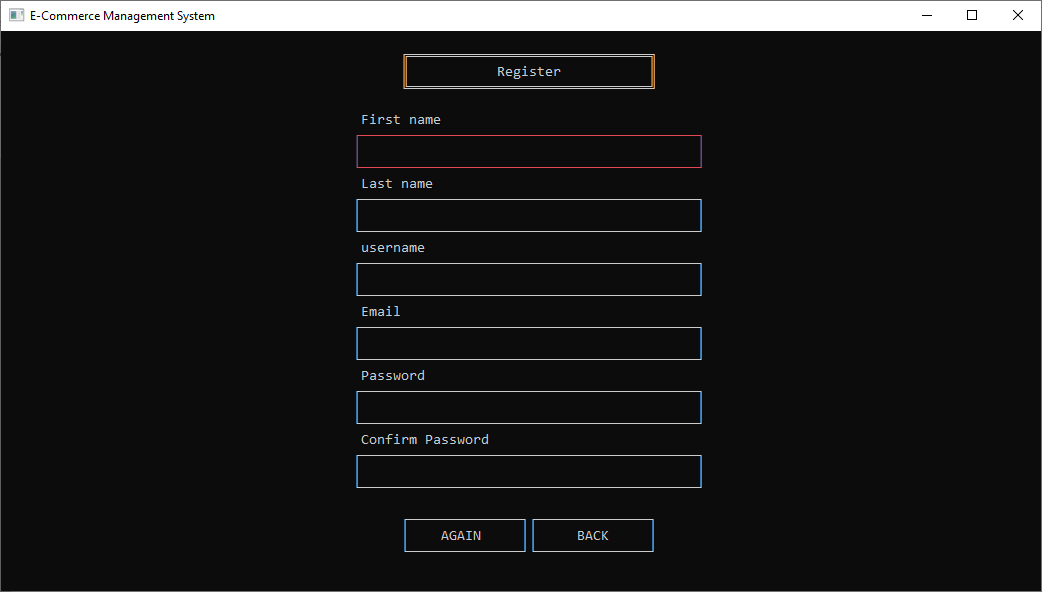 E-Commerce Management System
Register
First name
Last name
username
Email
Password
Confirm Password
AGAIN BACK